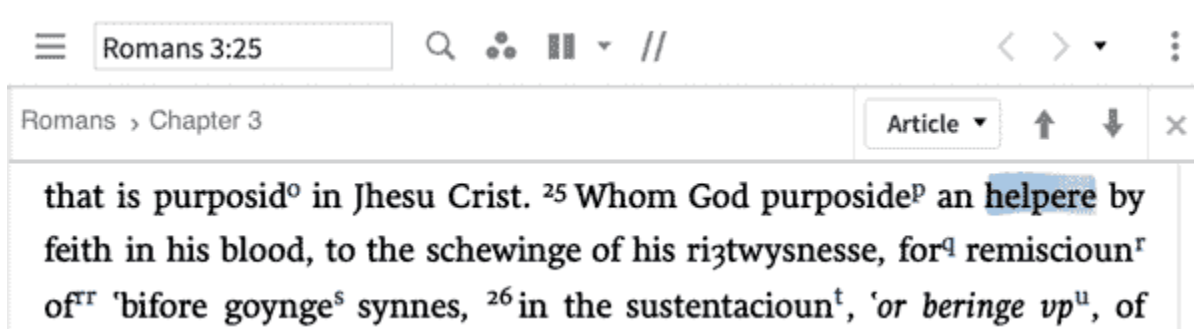 Romans 3:25
Romans › Chapter 3
Article
that is purposidᵒ in Jhesu Crist. ²⁵ Whom God purposideᵖ an helpere by
feith in his blood, to the schewinge of his riȝtwysnesse, for𐞥 remisciounʳ
ofʳʳ ‘bifore goyngeˢ synnes, ²⁶ in the sustentaciounᵗ, ‘or beringe vpᵘ, of